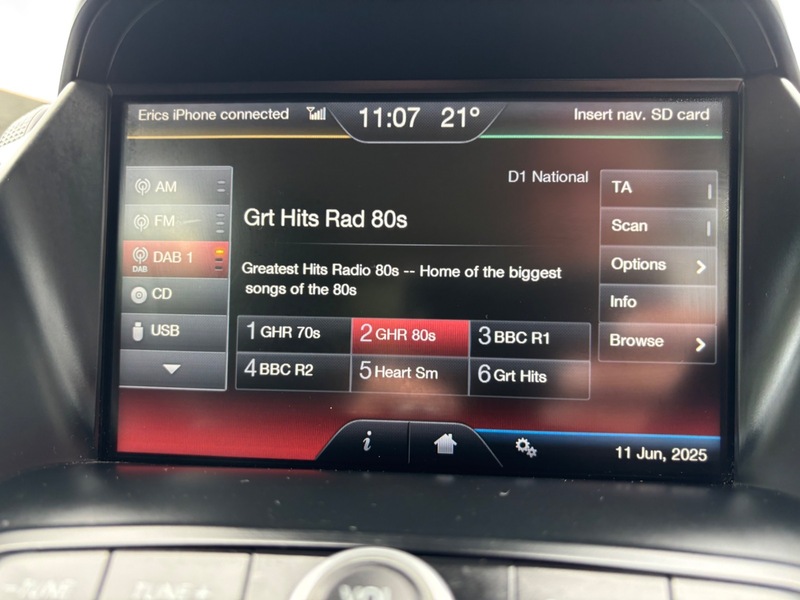 Erics iPhone connected
11:07 21°
Insert nav. SD card
D1 National
AM
FM
DAB 1
DAB
CD
USB
Grt Hits Rad 80s
Greatest Hits Radio 80s -- Home of the biggest
songs of the 80s
1 GHR 70s
2 GHR 80s
3 BBC R1
4 BBC R2
5 Heart Sm
6 Grt Hits
TA
Scan
Options
Info
Browse
i
11 Jun, 2025
- TUNE
TUNE +
VOL